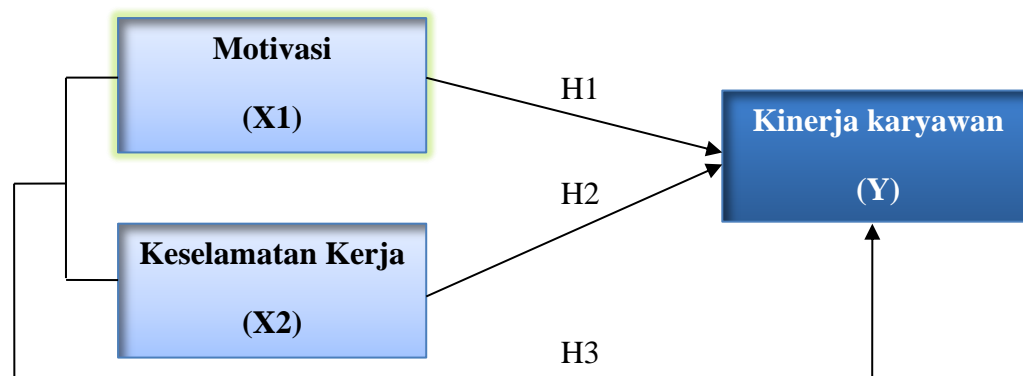 Motivasi
(X1)
H1
Kinerja karyawan
(Y)
H2
Keselamatan Kerja
(X2)
H3